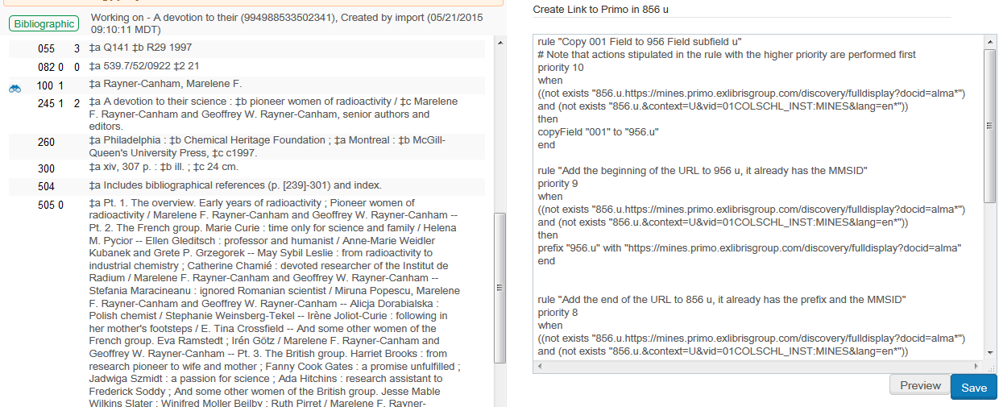 Bibliographic
Working on - A devotion to their (994988533502341), Created by import (05/21/2015
09:10:11 MDT)
055 3 ‡a Q141 ‡b R29 1997
082 0 0 ‡a 539.7/52/0922 ‡2 21
100 1 ‡a Rayner-Canham, Marelene F.
245 1 2 ‡a A devotion to their science : ‡b pioneer women of radioactivity / ‡c Marelene
F. Rayner-Canham and Geoffrey W. Rayner-Canham, senior authors and
editors.
260 ‡a Philadelphia : ‡b Chemical Heritage Foundation ; ‡a Montreal : ‡b McGill-
Queen's University Press, ‡c c1997.
300 ‡a xiv, 307 p. : ‡b ill. ; ‡c 24 cm.
504 ‡a Includes bibliographical references (p. [239]-301) and index.
505 0 ‡a Pt. 1. The overview. Early years of radioactivity ; Pioneer women of
radioactivity / Marelene F. Rayner-Canham and Geoffrey W. Rayner-Canham --
Pt. 2. The French group. Marie Curie : time only for science and family / Helena
M. Pycior -- Ellen Gleditsch : professor and humanist / Anne-Marie Weidler
Kubanek and Grete P. Grzegorek -- May Sybil Leslie : from radioactivity to
industrial chemistry ; Catherine Chamié : devoted researcher of the Institut de
Radium / Marelene F. Rayner-Canham and Geoffrey W. Rayner-Canham --
Stefania Maracineanu : ignored Romanian scientist / Miruna Popescu, Marelene
F. Rayner-Canham and Geoffrey W. Rayner-Canham -- Alicja Dorabialska :
Polish chemist / Stephanie Weinsberg-Tekel -- Irène Joliot-Curie : following in
her mother's footsteps / E. Tina Crossfield -- And some other women of the
French group. Eva Ramstedt ; Irén Götz / Marelene F. Rayner-Canham and
Geoffrey W. Rayner-Canham -- Pt. 3. The British group. Harriet Brooks : from
research pioneer to wife and mother ; Fanny Cook Gates : a promise unfulfilled ;
Jadwiga Szmidt : a passion for science ; Ada Hitchins : research assistant to
Frederick Soddy ; And some other women of the British group. Jesse Mable
Wilkins Slater ; Winifred Moller Beilby ; Ruth Pirret / Marelene F. Rayner-
Create Link to Primo in 856 u
rule "Copy 001 Field to 956 Field subfield u"
# Note that actions stipulated in the rule with the higher priority are performed first
priority 10
when
((not exists "856.u.https://mines.primo.exlibrisgroup.com/discovery/fulldisplay?docid=alma*")
and (not exists "856.u.&context=U&vid=01COLSCHL_INST:MINES&lang=en*"))
then
copyField "001" to "956.u"
end
rule "Add the beginning of the URL to 956 u, it already has the MMSID"
priority 9
when
((not exists "856.u.https://mines.primo.exlibrisgroup.com/discovery/fulldisplay?docid=alma*")
and (not exists "856.u.&context=U&vid=01COLSCHL_INST:MINES&lang=en*"))
then
prefix "956.u" with "https://mines.primo.exlibrisgroup.com/discovery/fulldisplay?docid=alma"
end
rule "Add the end of the URL to 856 u, it already has the prefix and the MMSID"
priority 8
when
((not exists "856.u.https://mines.primo.exlibrisgroup.com/discovery/fulldisplay?docid=alma*")
and (not exists "856.u.&context=U&vid=01COLSCHL_INST:MINES&lang=en*"))
Preview
Save